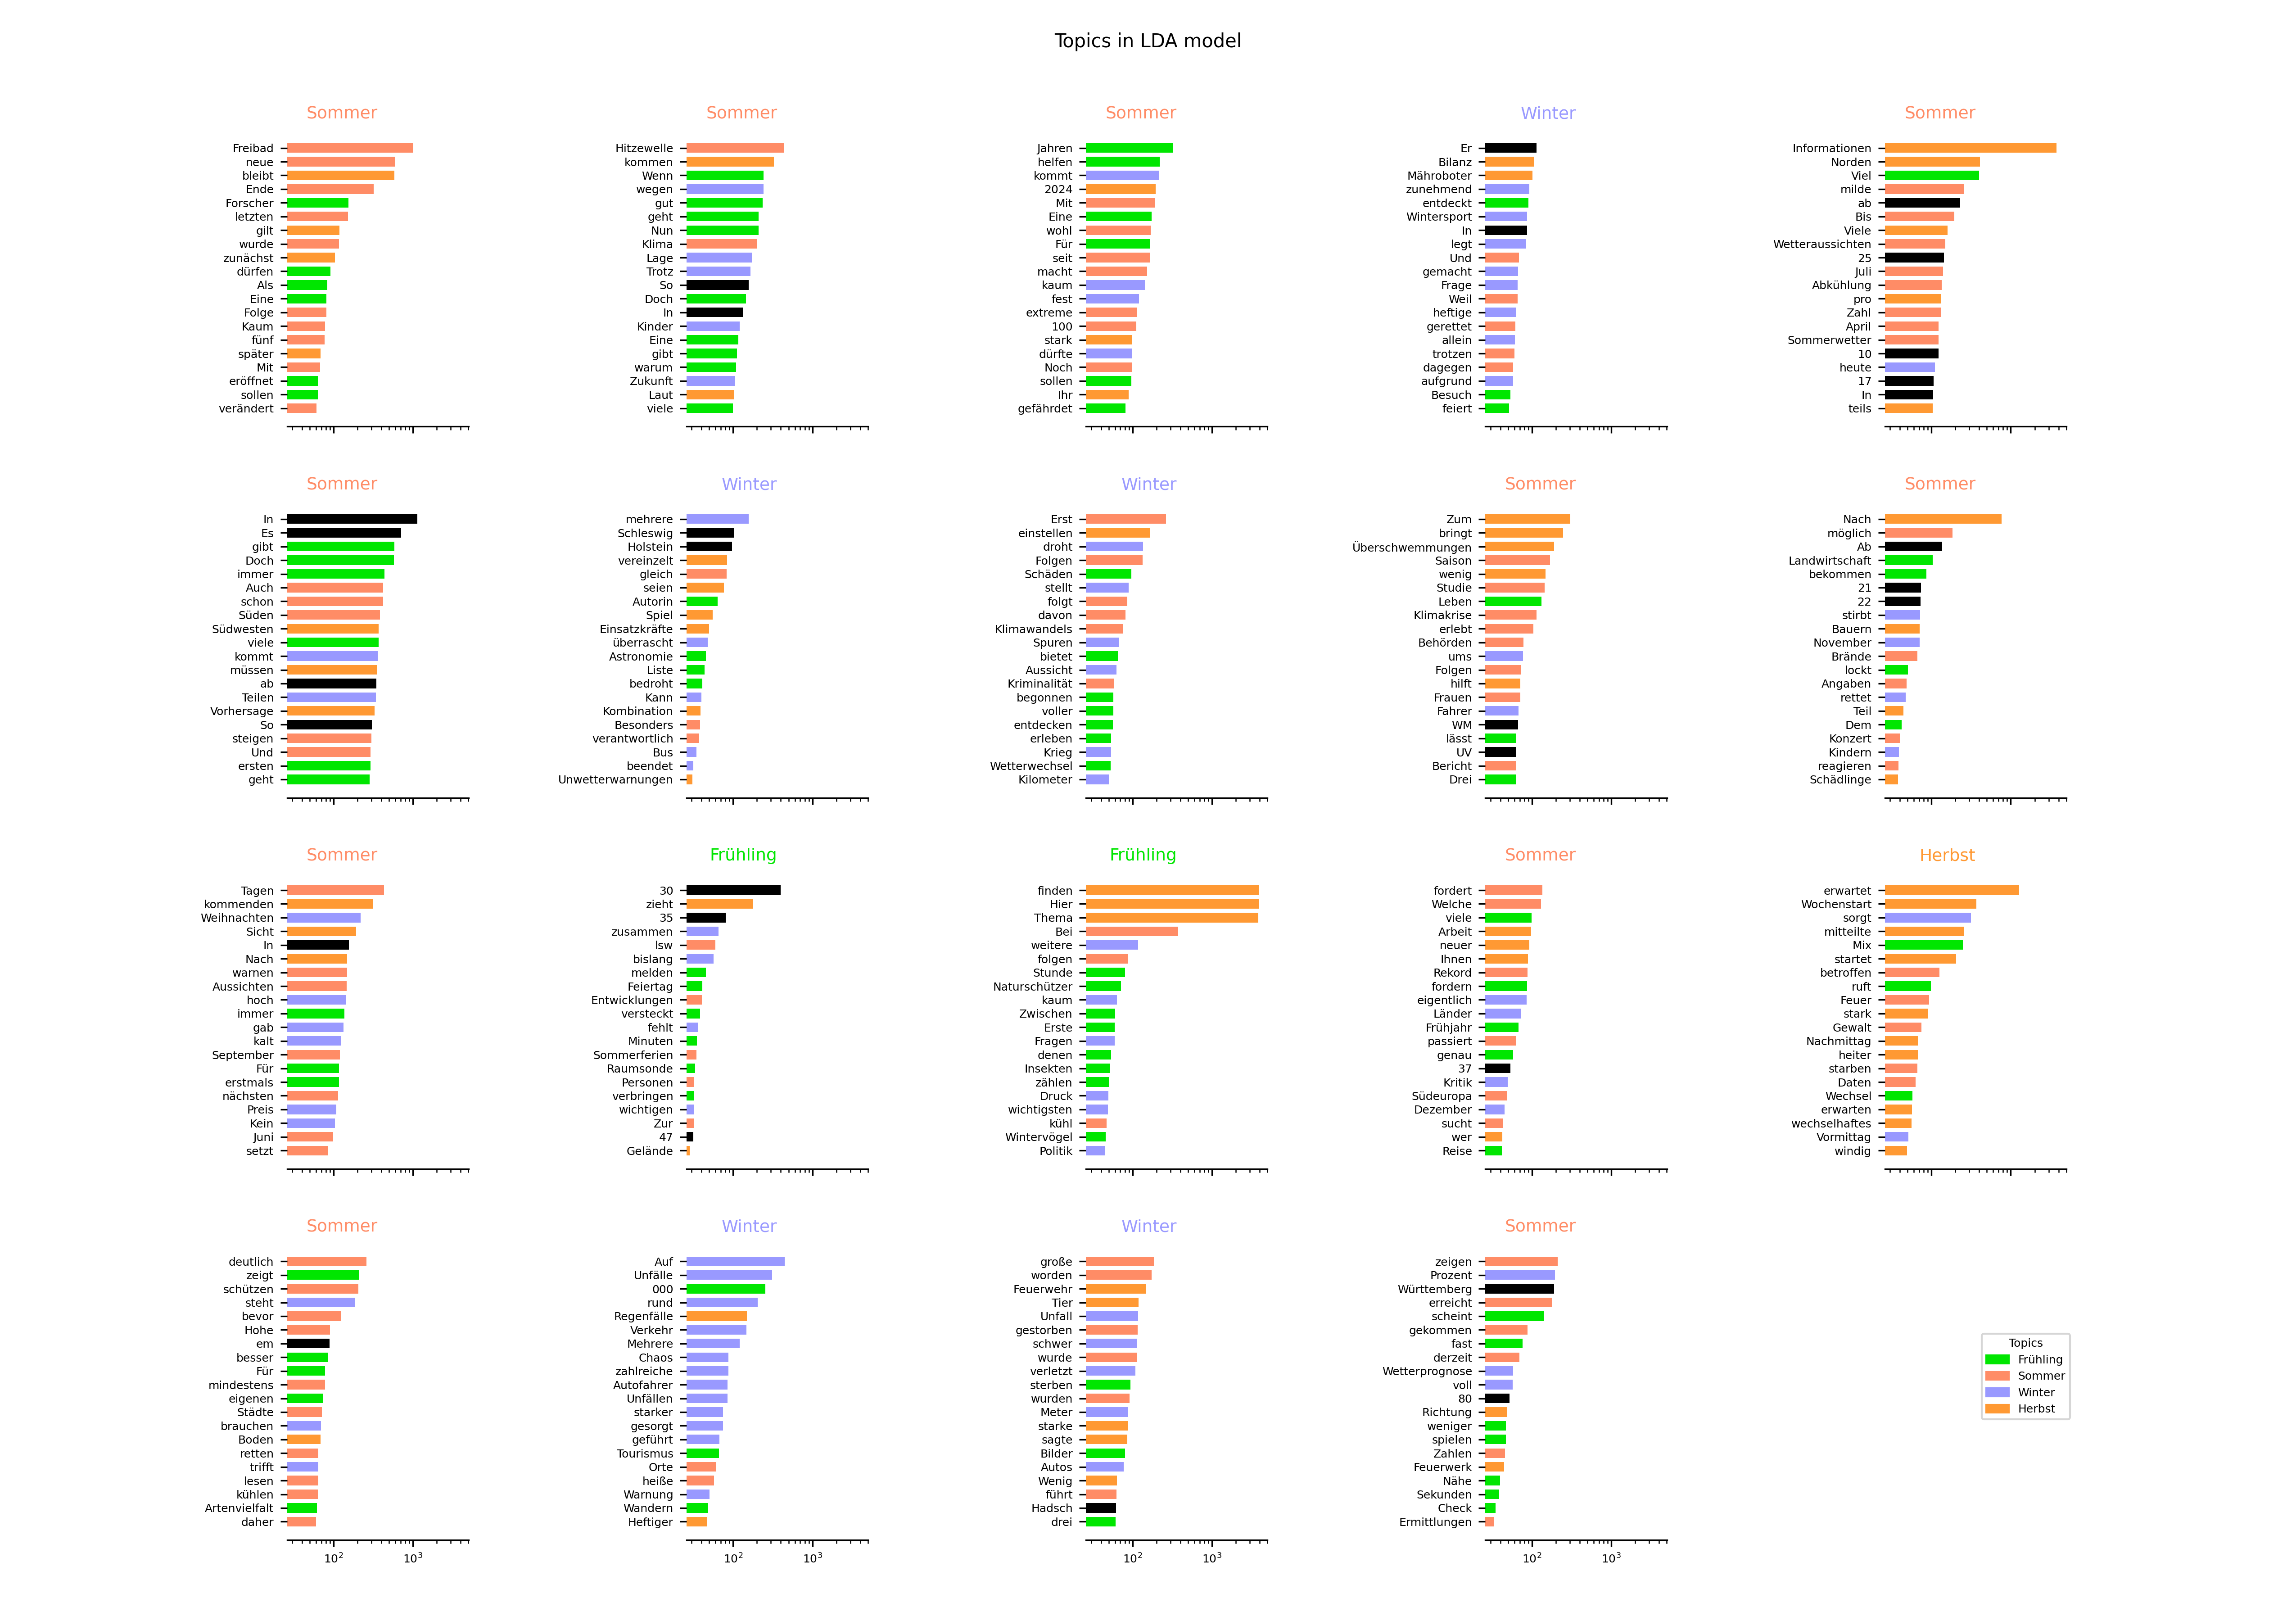 Topics in LDA model
Sommer
Freibad
neue
bleibt
Ende
Forscher
letzten
gilt
wurde
zunächst
dürfen
Als
Eine
Folge
Kaum
fünf
später
Mit
eröffnet
sollen
verändert
Sommer
Hitzewelle
kommen
Wenn
wegen
gut
geht
Nun
Klima
Lage
Trotz
So
Doch
In
Kinder
Eine
gibt
warum
Zukunft
Laut
viele
Sommer
Jahren
helfen
kommt
2024
Mit
Eine
wohl
Für
seit
macht
kaum
fest
extreme
100
stark
dürfte
Noch
sollen
Ihr
gefährdet
Winter
Er
Bilanz
Mähroboter
zunehmend
entdeckt
Wintersport
In
legt
Und
gemacht
Frage
Weil
heftige
gerettet
allein
trotzen
dagegen
aufgrund
Besuch
feiert
Sommer
Informationen
Norden
Viel
milde
ab
Bis
Viele
Wetteraussichten
25
Juli
Abkühlung
pro
Zahl
April
Sommerwetter
10
heute
17
In
teils
Sommer
In
Es
gibt
Doch
immer
Auch
schon
Süden
Südwesten
viele
kommt
müssen
ab
Teilen
Vorhersage
So
steigen
Und
ersten
geht
Winter
mehrere
Schleswig
Holstein
vereinzelt
gleich
seien
Autorin
Spiel
Einsatzkräfte
überrascht
Astronomie
Liste
bedroht
Kann
Kombination
Besonders
verantwortlich
Bus
beendet
Unwetterwarnungen
Winter
Erst
einstellen
droht
Folgen
Schäden
stellt
folgt
davon
Klimawandels
Spuren
bietet
Aussicht
Kriminalität
begonnen
voller
entdecken
erleben
Krieg
Wetterwechsel
Kilometer
Sommer
Zum
bringt
Überschwemmungen
Saison
wenig
Studie
Leben
Klimakrise
erlebt
Behörden
ums
Folgen
hilft
Frauen
Fahrer
WM
lässt
UV
Bericht
Drei
Sommer
Nach
möglich
Ab
Landwirtschaft
bekommen
21
22
stirbt
Bauern
November
Brände
lockt
Angaben
rettet
Teil
Dem
Konzert
Kindern
reagieren
Schädlinge
Sommer
Tagen
kommenden
Weihnachten
Sicht
In
Nach
warnen
Aussichten
hoch
immer
gab
kalt
September
Für
erstmals
nächsten
Preis
Kein
Juni
setzt
Frühling
30
zieht
35
zusammen
lsw
bislang
melden
Feiertag
Entwicklungen
versteckt
fehlt
Minuten
Sommerferien
Raumsonde
Personen
verbringen
wichtigen
Zur
47
Gelände
Frühling
finden
Hier
Thema
Bei
weitere
folgen
Stunde
Naturschützer
kaum
Zwischen
Erste
Fragen
denen
Insekten
zählen
Druck
wichtigsten
kühl
Wintervögel
Politik
Sommer
fordert
Welche
viele
Arbeit
neuer
Ihnen
Rekord
fordern
eigentlich
Länder
Frühjahr
passiert
genau
37
Kritik
Südeuropa
Dezember
sucht
wer
Reise
Herbst
erwartet
Wochenstart
sorgt
mitteilte
Mix
startet
betroffen
ruft
Feuer
stark
Gewalt
Nachmittag
heiter
starben
Daten
Wechsel
erwarten
wechselhaftes
Vormittag
windig
Sommer
deutlich
zeigt
schützen
steht
bevor
Hohe
em
besser
Für
mindestens
eigenen
Städte
brauchen
Boden
retten
trifft
lesen
kühlen
Artenvielfalt
daher
10² 10³
Winter
Auf
Unfälle
000
rund
Regenfälle
Verkehr
Mehrere
Chaos
zahlreiche
Autofahrer
Unfällen
starker
gesorgt
geführt
Tourismus
Orte
heiße
Warnung
Wandern
Heftiger
10² 10³
Winter
große
worden
Feuerwehr
Tier
Unfall
gestorben
schwer
wurde
verletzt
sterben
wurden
Meter
starke
sagte
Bilder
Autos
Wenig
führt
Hadsch
drei
10² 10³
Sommer
zeigen
Prozent
Württemberg
erreicht
scheint
gekommen
fast
derzeit
Wetterprognose
voll
80
Richtung
weniger
spielen
Zahlen
Feuerwerk
Nähe
Sekunden
Check
Ermittlungen
10² 10³
Topics
Frühling
Sommer
Winter
Herbst